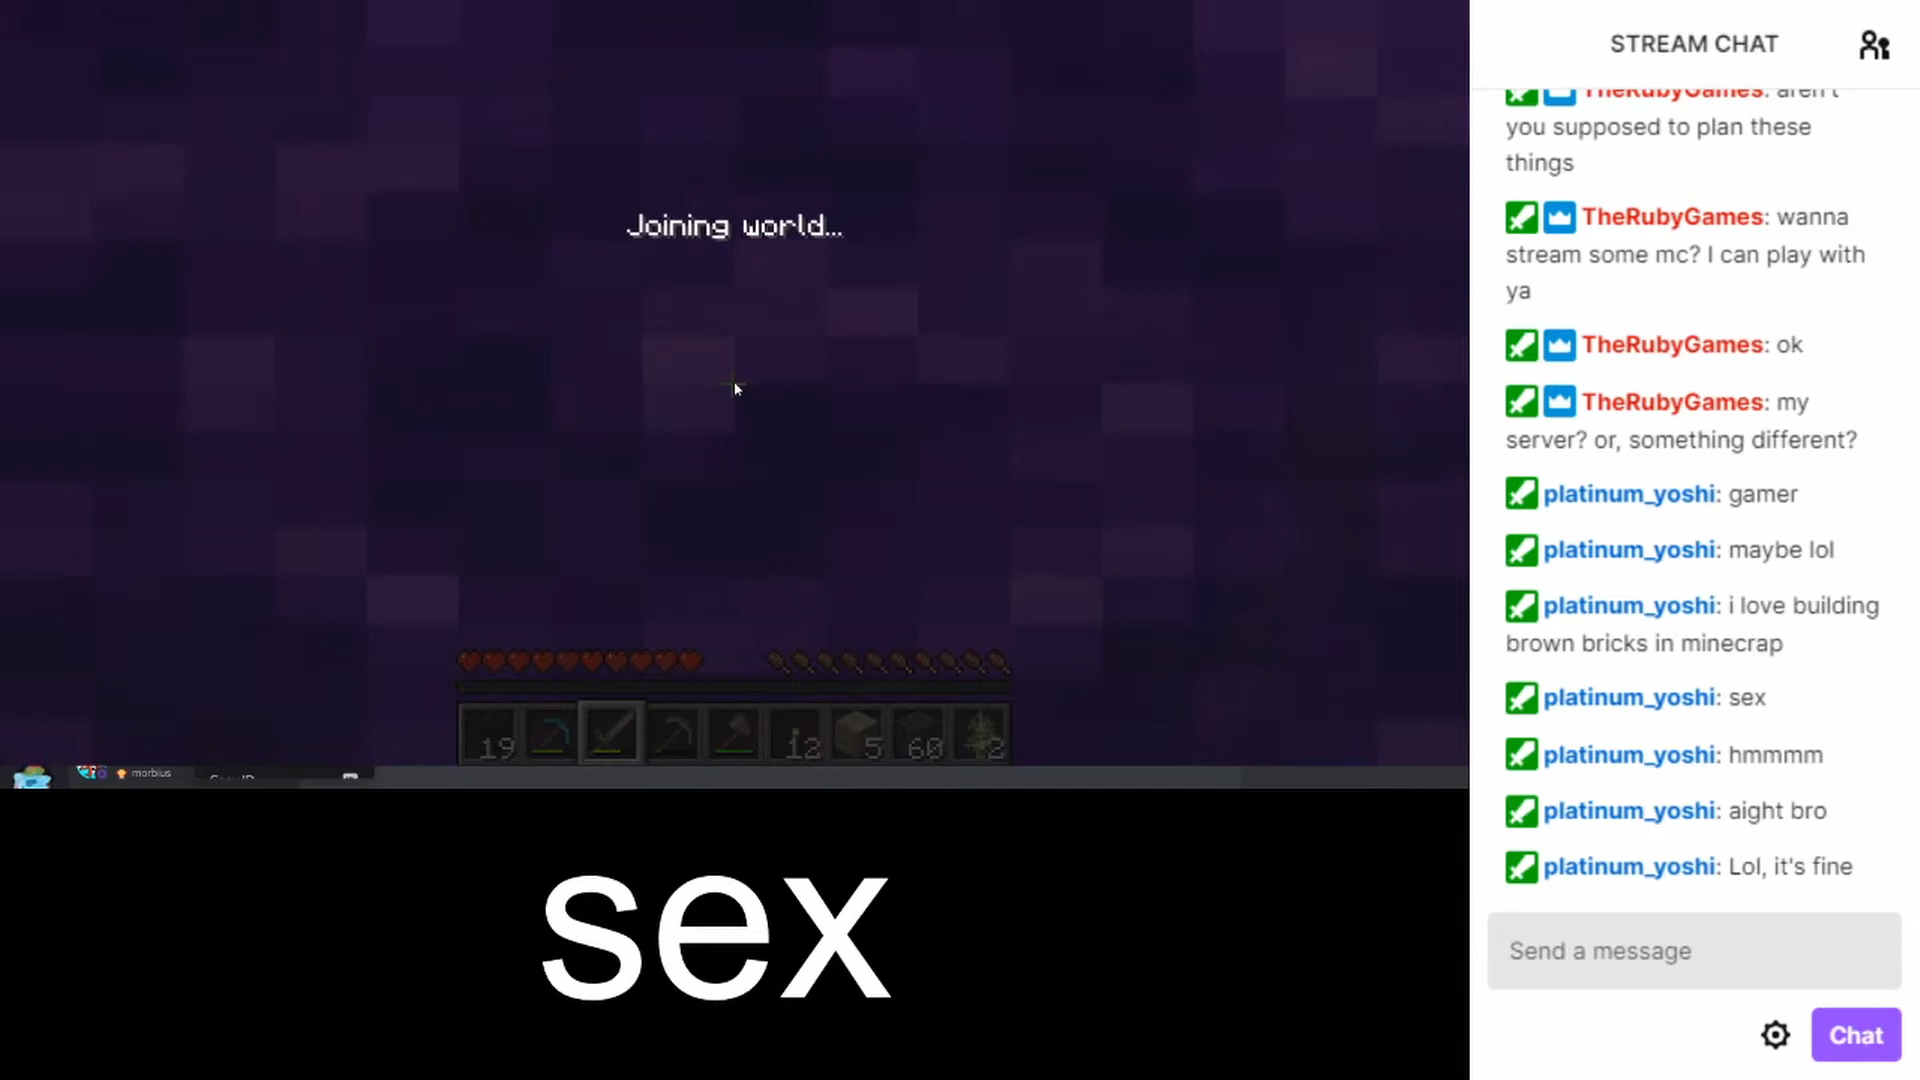 Joining world...
19
12
5
60
2
morbius
sex
STREAM CHAT
TheRubyGames: aren't
you supposed to plan these
things
TheRubyGames: wanna
stream some mc? I can play with
ya
TheRubyGames: ok
TheRubyGames: my
server? or, something different?
platinum_yoshi: gamer
platinum_yoshi: maybe lol
platinum_yoshi: i love building
brown bricks in minecrap
platinum_yoshi: sex
platinum_yoshi: hmmmm
platinum_yoshi: aight bro
platinum_yoshi: Lol, it's fine
Send a message
Chat